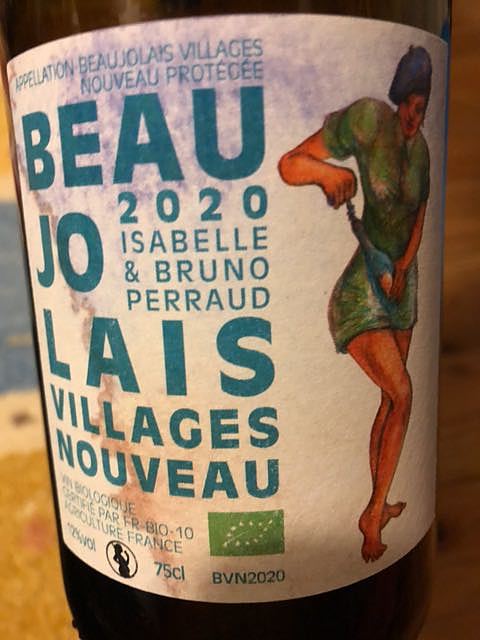 APPELLATION BEAUJOLAIS VILLAGES
NOUVEAU PROTÉGÉE
BEAU
JO
2020
ISABELLE
& BRUNO
PERRAUD
LAIS
VILLAGES
NOUVEAU
VIN BIOLOGIQUE
CERTIFIÉ PAR FR-BIO-10
AGRICULTURE FRANCE
12%vol
75cl
BVN2020